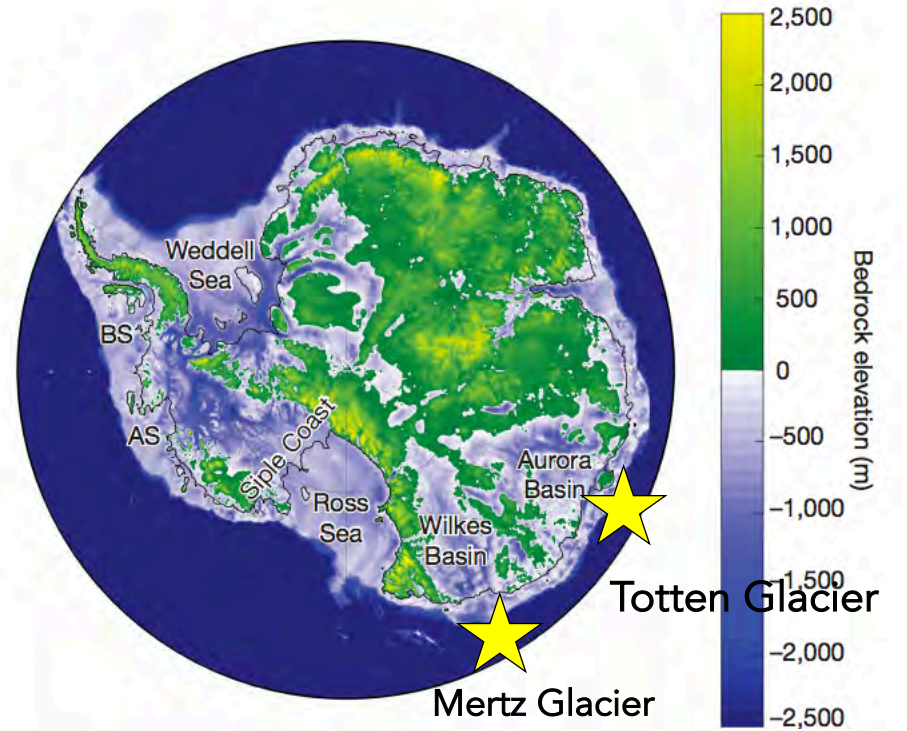 Weddell
Sea
BS
AS
Siple Coast
Ross
Sea
Wilkes
Basin
Aurora
Basin
Totten Glacier
Mertz Glacier
2,500
2,000
1,500
1,000
500
0
–500
–1,000
–1,500
–2,000
–2,500
Bedrock elevation (m)